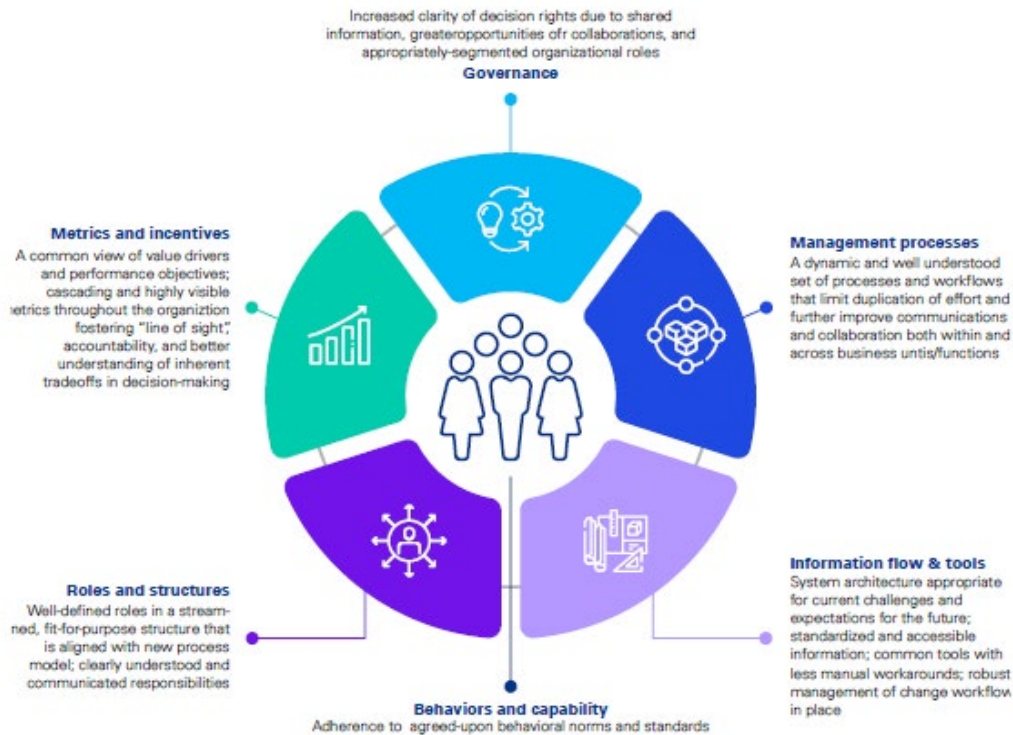 Increased clarity of decision rights due to shared
information, greateropportunities ofr collaborations, and
appropriately-segmented organizational roles
Governance
Metrics and incentives
A common view of value drivers
and performance objectives;
cascading and highly visible
etrics throughout the organiztion
fostering “line of sight”,
accountability, and better
understanding of inherent
tradeoffs in decision-making
Management processes
A dynamic and well understood
set of processes and workflows
that limit duplication of effort and
further improve communications
and collaboration both within and
across business untis/functions
Roles and structures
Well-defined roles in a stream-
ned, fit-for-purpose structure that
is aligned with new process
model; clearly understood and
communicated responsibilities
Information flow & tools
System architecture appropriate
for current challenges and
expectations for the future;
standardized and accessible
information; common tools with
less manual workarounds; robust
management of change workflow
in place
Behaviors and capability
Adherence to agreed-upon behavioral norms and standards